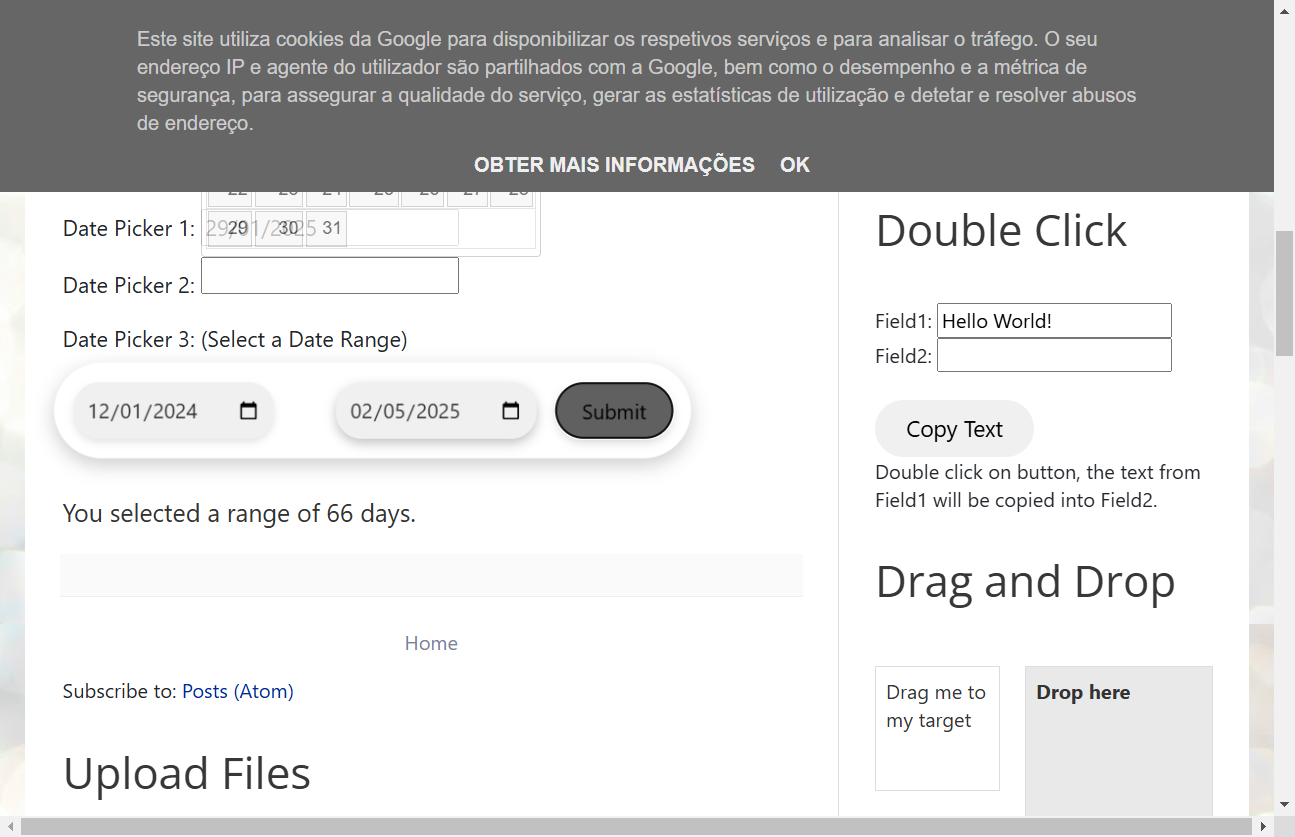 Este site utiliza cookies da Google para disponibilizar os respetivos serviços e para analisar o tráfego. O seu
endereço IP e agente do utilizador são partilhados com a Google, bem como o desempenho e a métrica de
segurança, para assegurar a qualidade do serviço, gerar as estatísticas de utilização e detetar e resolver abusos
de endereço.
OBTER MAIS INFORMAÇÕES OK
Date Picker 1: 29/01/2025
29 30 31
Date Picker 2:
Date Picker 3: (Select a Date Range)
12/01/2024 02/05/2025 Submit
You selected a range of 66 days.
Home
Subscribe to: Posts (Atom)
Upload Files
Double Click
Field1: Hello World!
Field2:
Copy Text
Double click on button, the text from
Field1 will be copied into Field2.
Drag and Drop
Drag me to
my target
Drop here